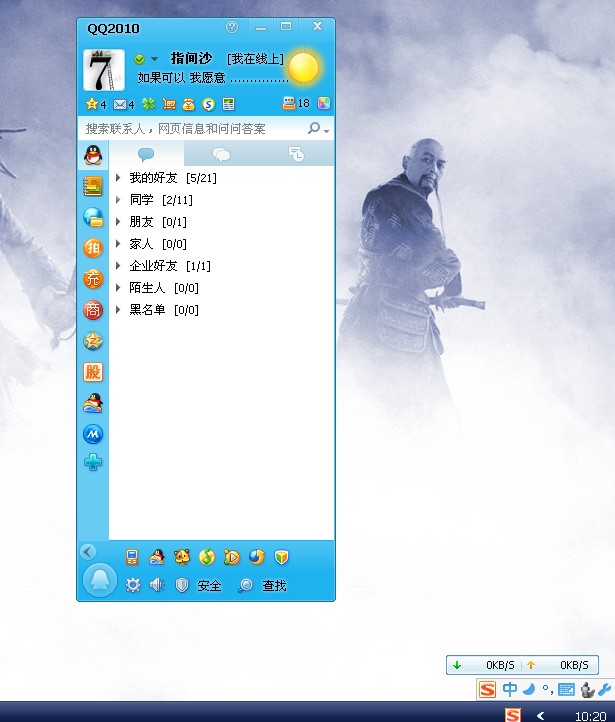 QQ2010
指间沙 [我在线上]
如果可以 我愿意 ..............
4 4 18
搜索联系人，网页信息和问问答案
我的好友 [5/21]
同学 [2/11]
朋友 [0/1]
家人 [0/0]
企业好友 [1/1]
陌生人 [0/0]
黑名单 [0/0]
拍
充
商
股
安全 查找
0KB/S 0KB/S
中
10:20